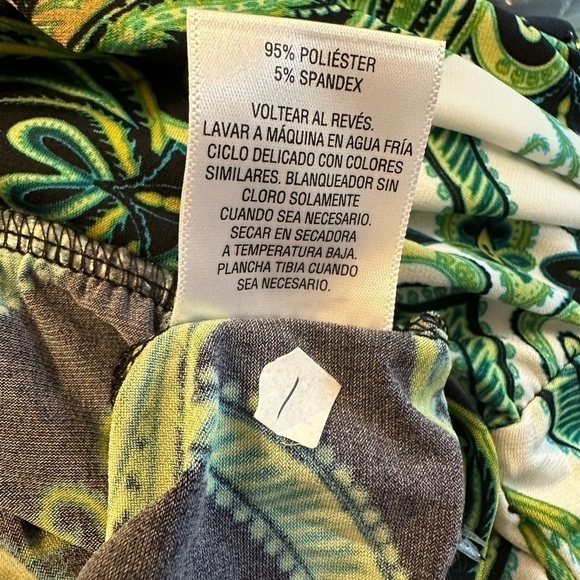 95% POLIÉSTER
5% SPANDEX
VOLTEAR AL REVÉS.
LAVAR A MÁQUINA EN AGUA FRÍA
CICLO DELICADO CON COLORES
SIMILARES. BLANQUEADOR SIN
CLORO SOLAMENTE
CUANDO SEA NECESARIO.
SECAR EN SECADORA
A TEMPERATURA BAJA.
PLANCHA TIBIA CUANDO
SEA NECESARIO.